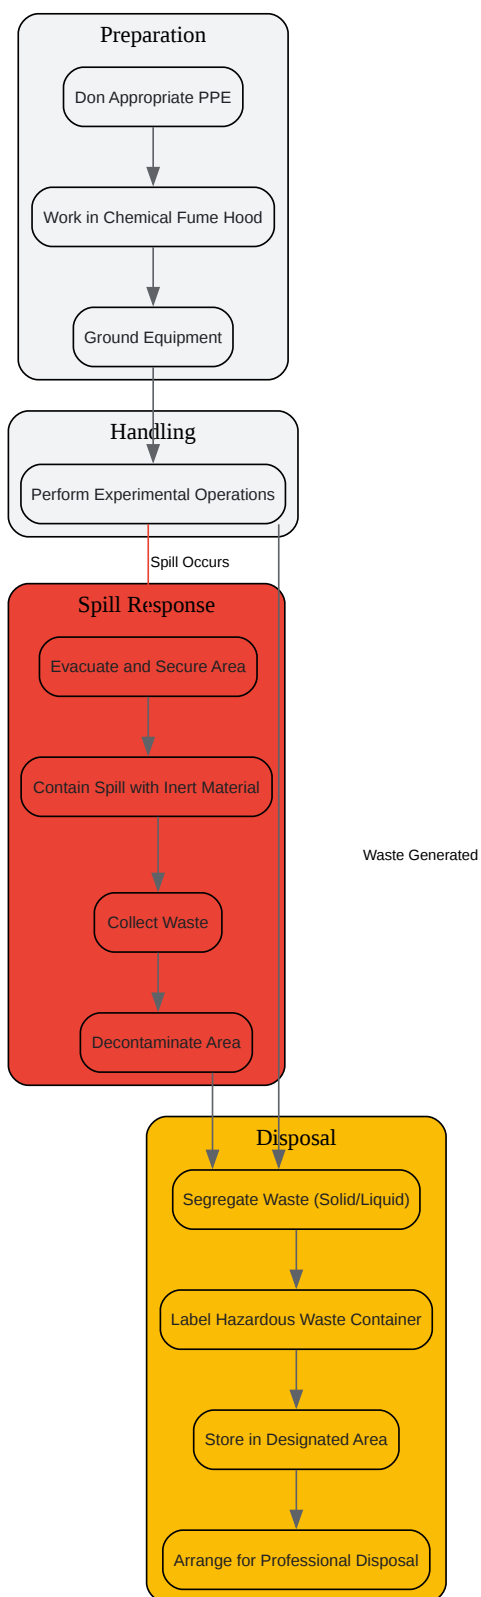 Preparation
Don Appropriate PPE
Work in Chemical Fume Hood
Ground Equipment
Handling
Perform Experimental Operations
Spill Occurs
Spill Response
Evacuate and Secure Area
Contain Spill with Inert Material
Waste Generated
Collect Waste
Decontaminate Area
Disposal
Segregate Waste (Solid/Liquid)
Label Hazardous Waste Container
Store in Designated Area
Arrange for Professional Disposal